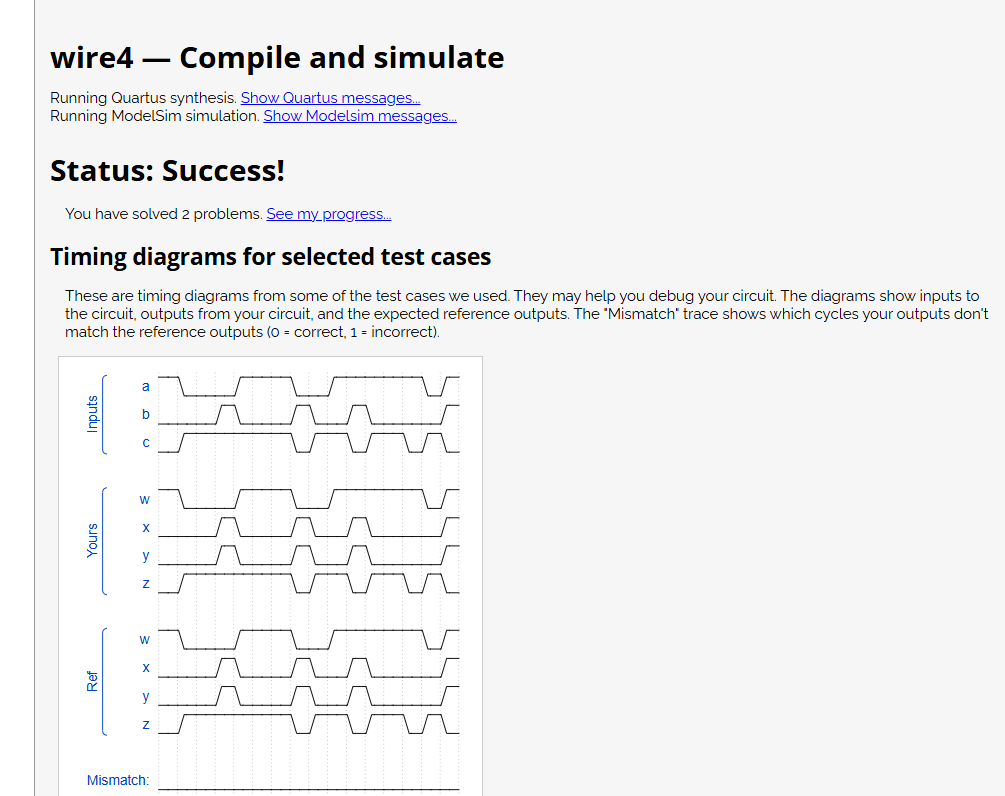 wire4 — Compile and simulate
Running Quartus synthesis. Show Quartus messages...
Running ModelSim simulation. Show Modelsim messages...
Status: Success!
You have solved 2 problems. See my progress...
Timing diagrams for selected test cases
These are timing diagrams from some of the test cases we used. They may help you debug your circuit. The diagrams show inputs to
the circuit, outputs from your circuit, and the expected reference outputs. The "Mismatch" trace shows which cycles your outputs don't
match the reference outputs (0 = correct, 1 = incorrect).
Inputs
a
b
c
Yours
w
x
y
z
Ref
w
x
y
z
Mismatch: